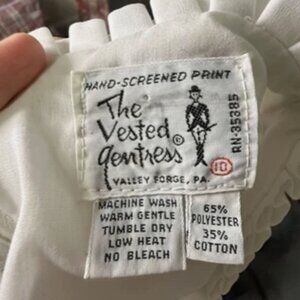 HAND-SCREENED PRINT
The
Vested
Gentress®
10
VALLEY FORGE, PA.
RN-35385
MACHINE WASH
WARM GENTLE
TUMBLE DRY
LOW HEAT
NO BLEACH
65%
POLYESTER
35%
COTTON